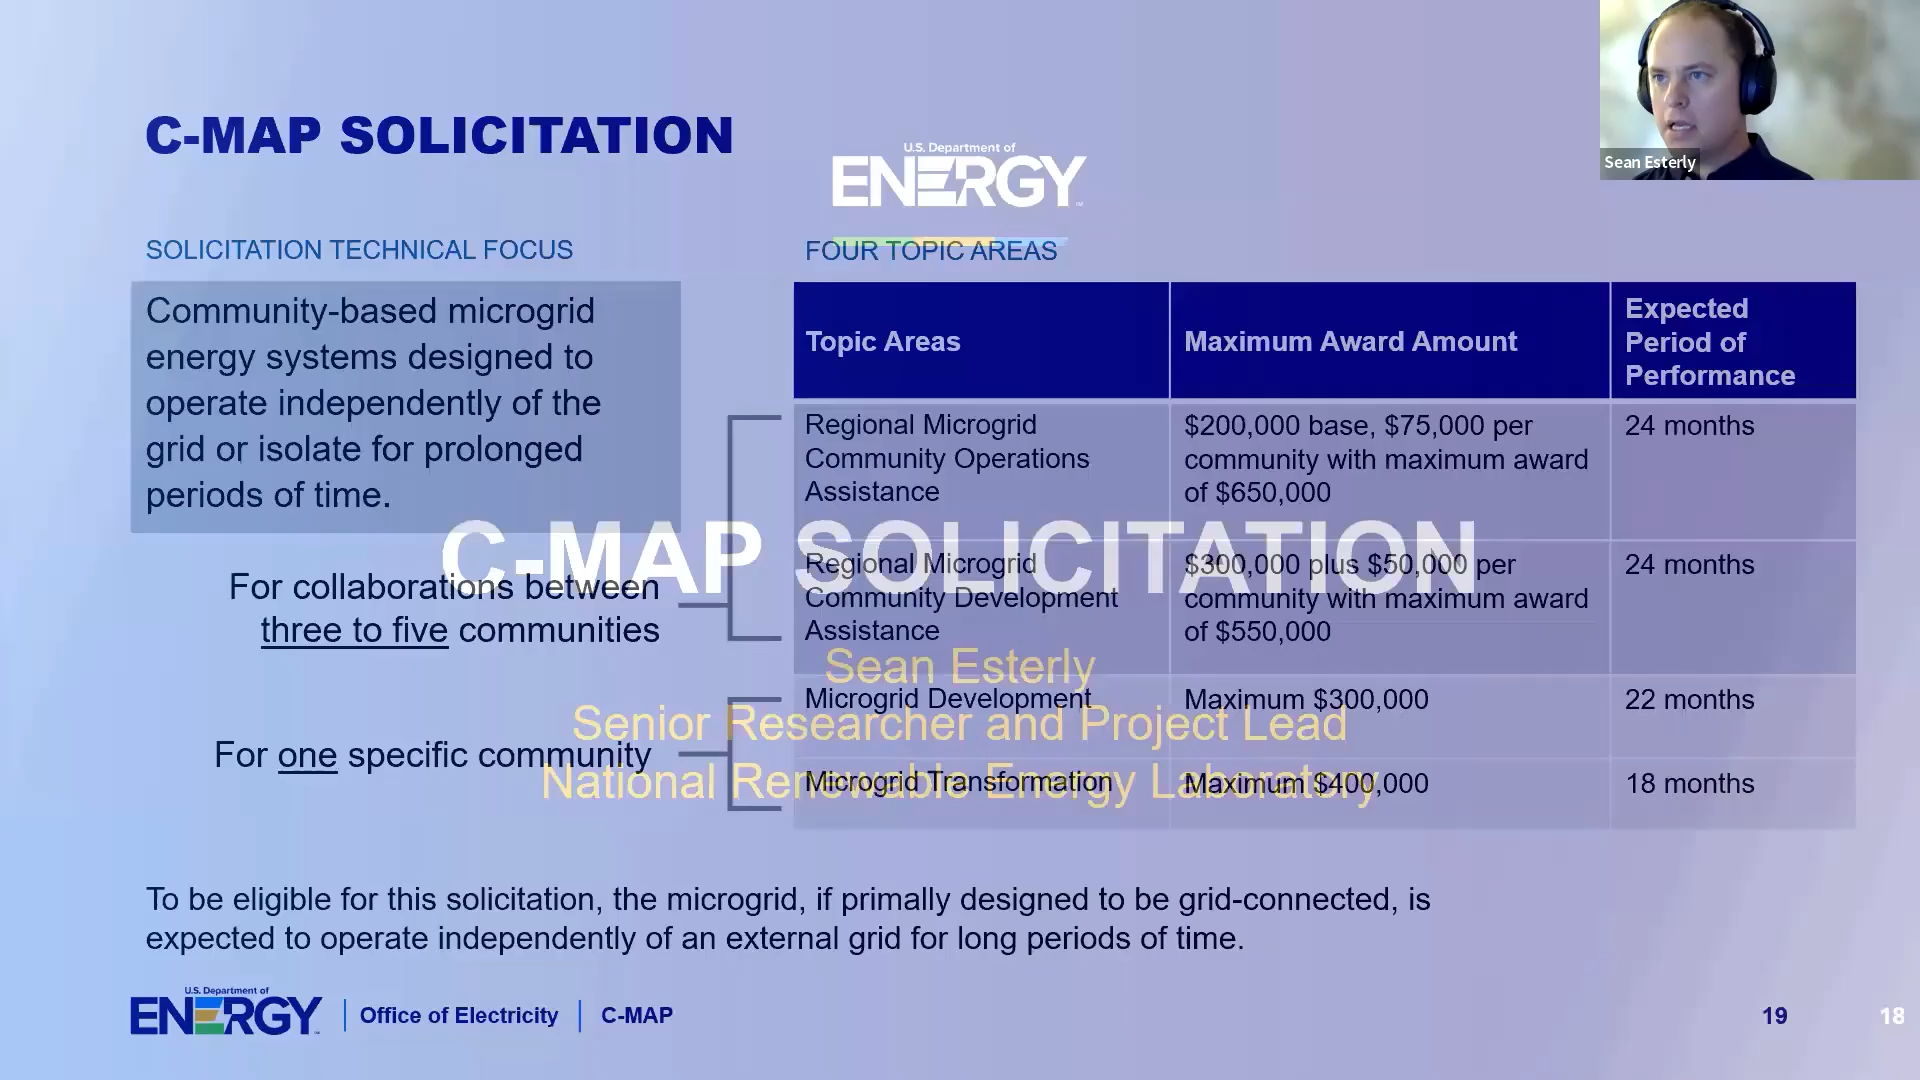 C-MAP SOLICITATION
U.S. Department of
ENERGY
Sean Esterly
SOLICITATION TECHNICAL FOCUS
Community-based microgrid
energy systems designed to
operate independently of the
grid or isolate for prolonged
periods of time.
For collaborations between
three to five communities
For one specific community
FOUR TOPIC AREAS
Topic Areas
Maximum Award Amount
Expected
Period of
Performance
Regional Microgrid
Community Operations
Assistance
$200,000 base, $75,000 per
community with maximum award
of $650,000
24 months
Regional Microgrid
Community Development
Assistance
$300,000 plus $50,000 per
community with maximum award
of $550,000
24 months
Microgrid Development
Maximum $300,000
22 months
Microgrid Transformation
Maximum $400,000
18 months
C-MAP SOLICITATION
Sean Esterly
Senior Researcher and Project Lead
National Renewable Energy Laboratory
To be eligible for this solicitation, the microgrid, if primally designed to be grid-connected, is
expected to operate independently of an external grid for long periods of time.
U.S. Department of
ENERGY
Office of Electricity
C-MAP
19
18